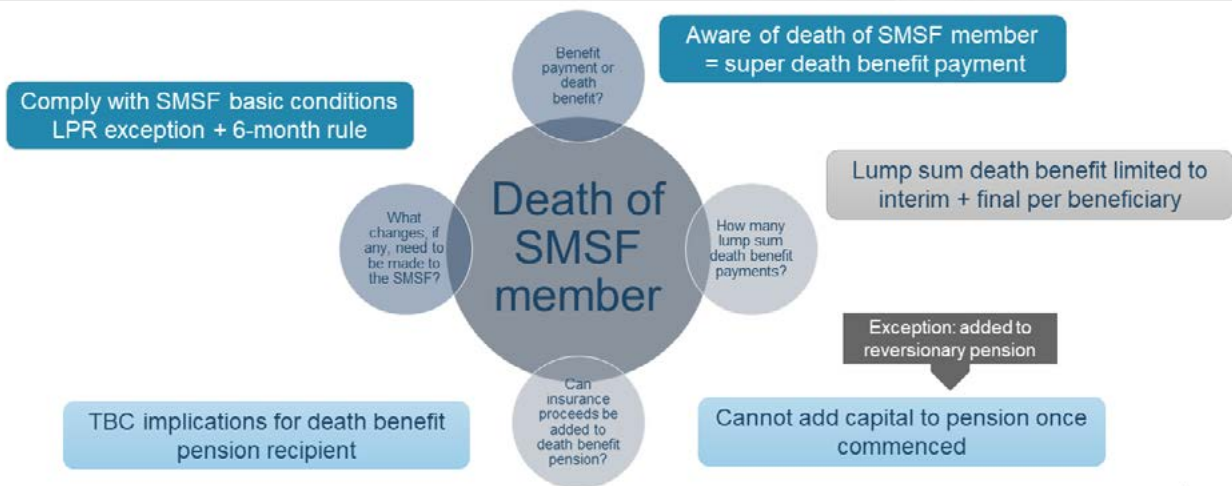 Benefit
payment or
death
benefit?
Aware of death of SMSF member
= super death benefit payment
Comply with SMSF basic conditions
LPR exception + 6-month rule
Death of
SMSF
member
What
changes, if
any, need to
be made to
the SMSF?
How many
lump sum
death benefit
payments?
Lump sum death benefit limited to
interim + final per beneficiary
Exception: added to
reversionary pension
Can
insurance
proceeds be
added to
death benefit
pension?
TBC implications for death benefit
pension recipient
Cannot add capital to pension once
commenced